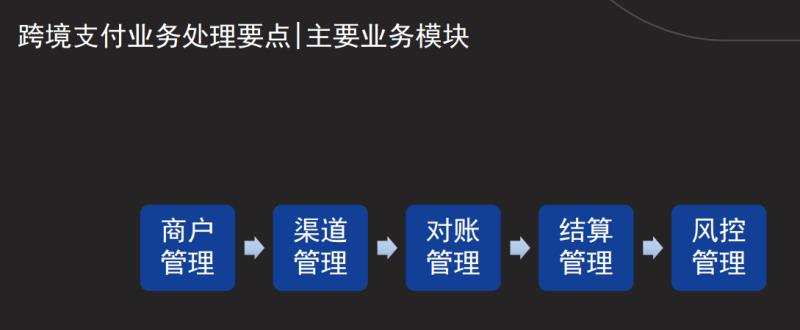 跨境支付业务处理要点|主要业务模块
商户
管理
渠道
管理
对账
管理
结算
管理
风控
管理